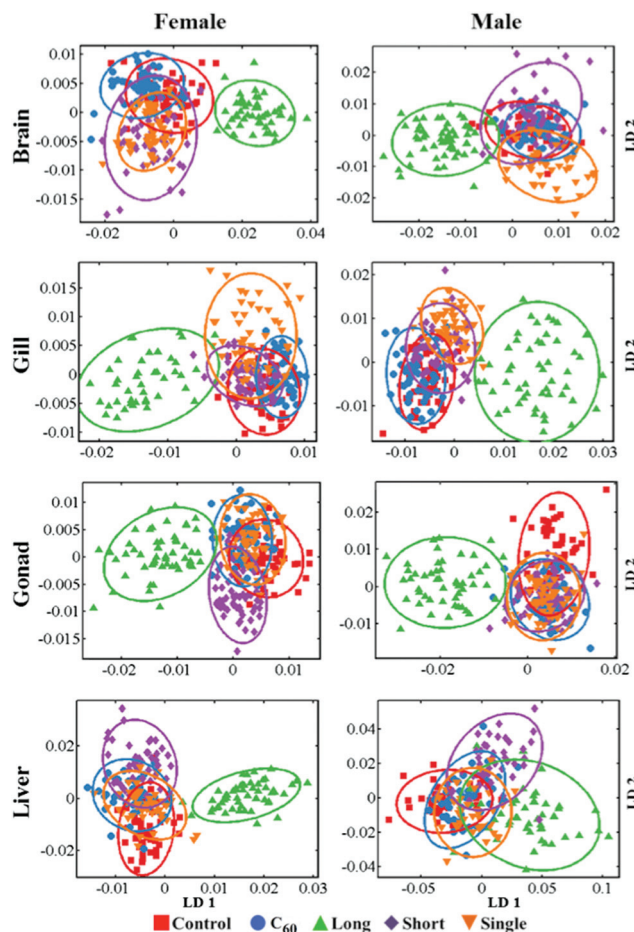 Female Male
Brain
0.01
0.005
0
-0.005
-0.01
-0.015
-0.02 0 0.02 0.04
0.02
0.01
0
-0.01
-0.02
-0.02 -0.01 0 0.01 0.02
LD 2
Gill
0.015
0.01
0.005
0
-0.005
-0.01
-0.02 -0.01 0 0.01
0.02
0.01
0
-0.01
-0.01 0 0.01 0.02 0.03
LD 2
Gonad
0.01
0.005
0
-0.005
-0.01
-0.015
-0.02 -0.01 0 0.01
0.02
0.01
0
-0.01
-0.02 0 0.02
LD 2
Liver
0.02
0
-0.02
-0.01 0 0.01 0.02 0.03
LD 1
0.04
0.02
0
-0.02
-0.04
-0.05 0 0.05 0.1
LD 1
LD 2
Control C60 Long Short Single